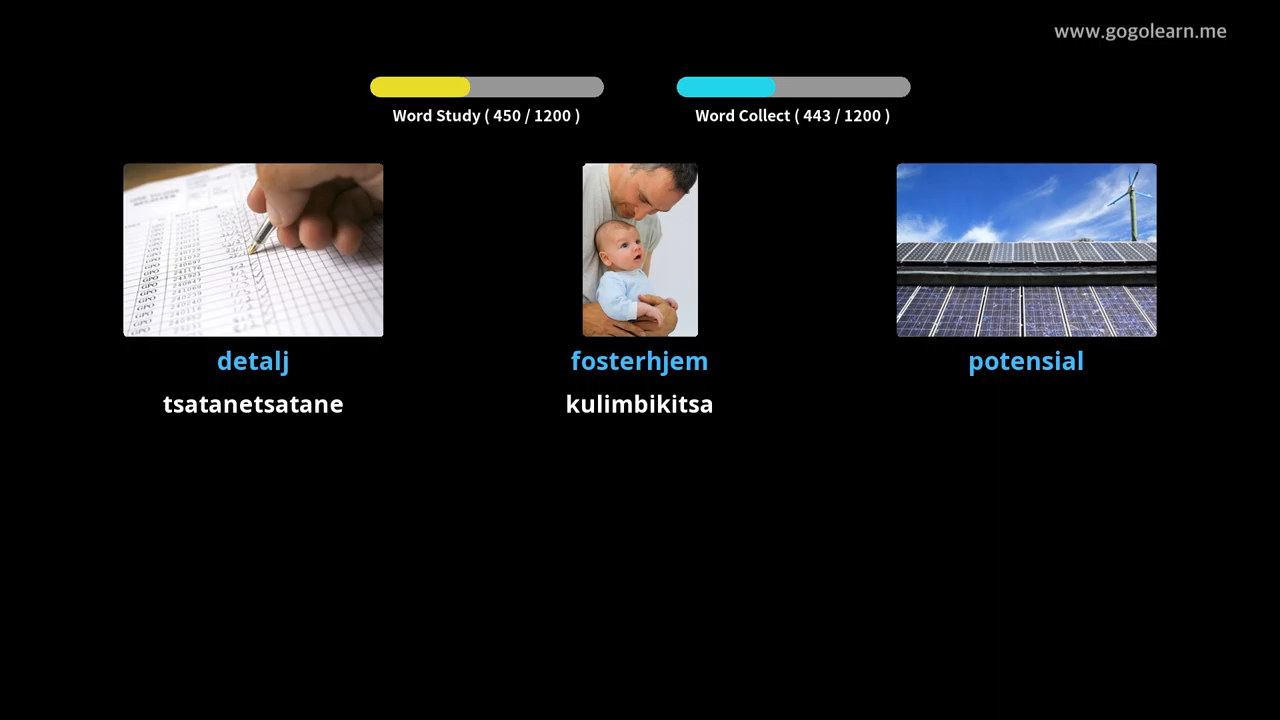 www.gogolearn.me
Word Study ( 450 / 1200 )
Word Collect ( 443 / 1200 )
detalj
fosterhjem
potensial
tsatanetsatane
kulimbikitsa